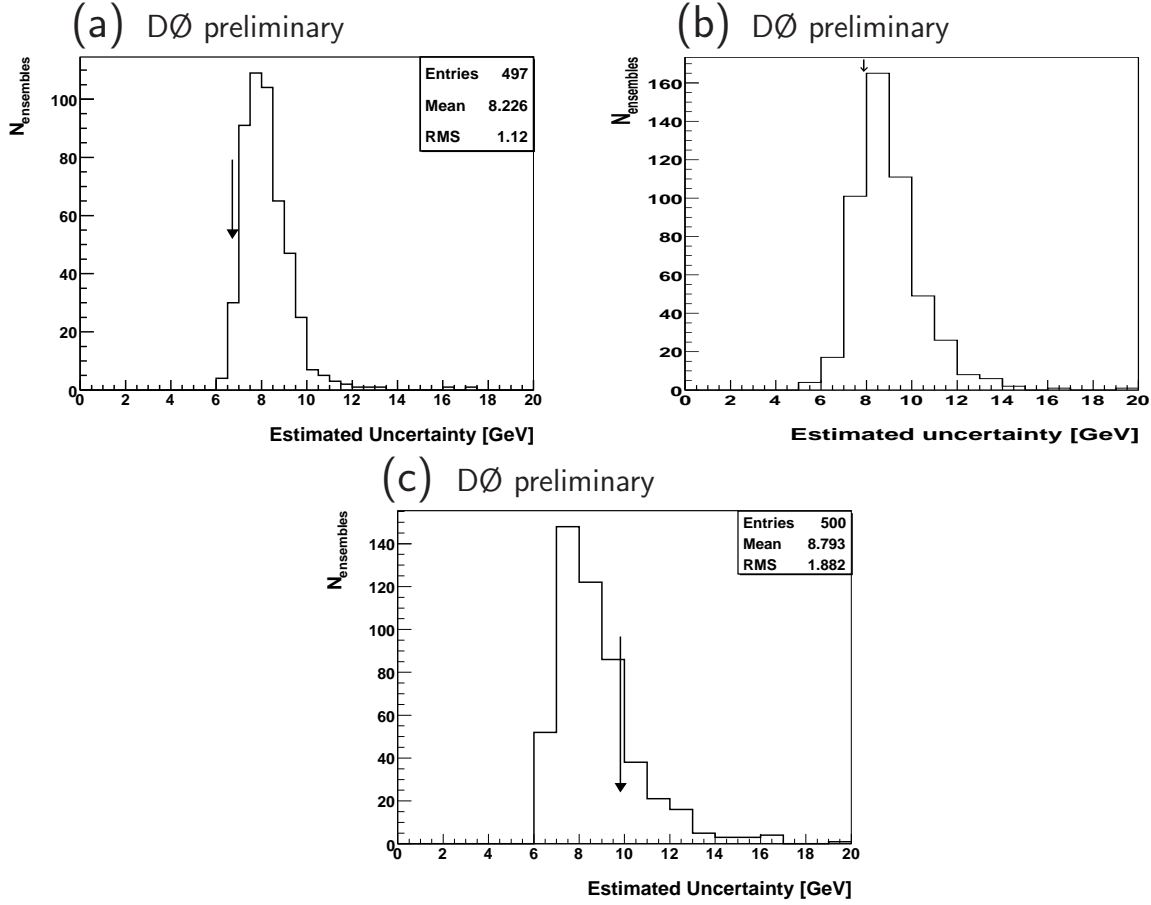 (a) DØ preliminary
N_ensembles
Entries 497
Mean 8.226
RMS 1.12
100
80
60
40
20
0
0 2 4 6 8 10 12 14 16 18 20
Estimated Uncertainty [GeV]
(b) DØ preliminary
N_ensembles
160
140
120
100
80
60
40
20
0
0 2 4 6 8 10 12 14 16 18 20
Estimated uncertainty [GeV]
(c) DØ preliminary
N_ensembles
Entries 500
Mean 8.793
RMS 1.882
140
120
100
80
60
40
20
0
0 2 4 6 8 10 12 14 16 18 20
Estimated Uncertainty [GeV]